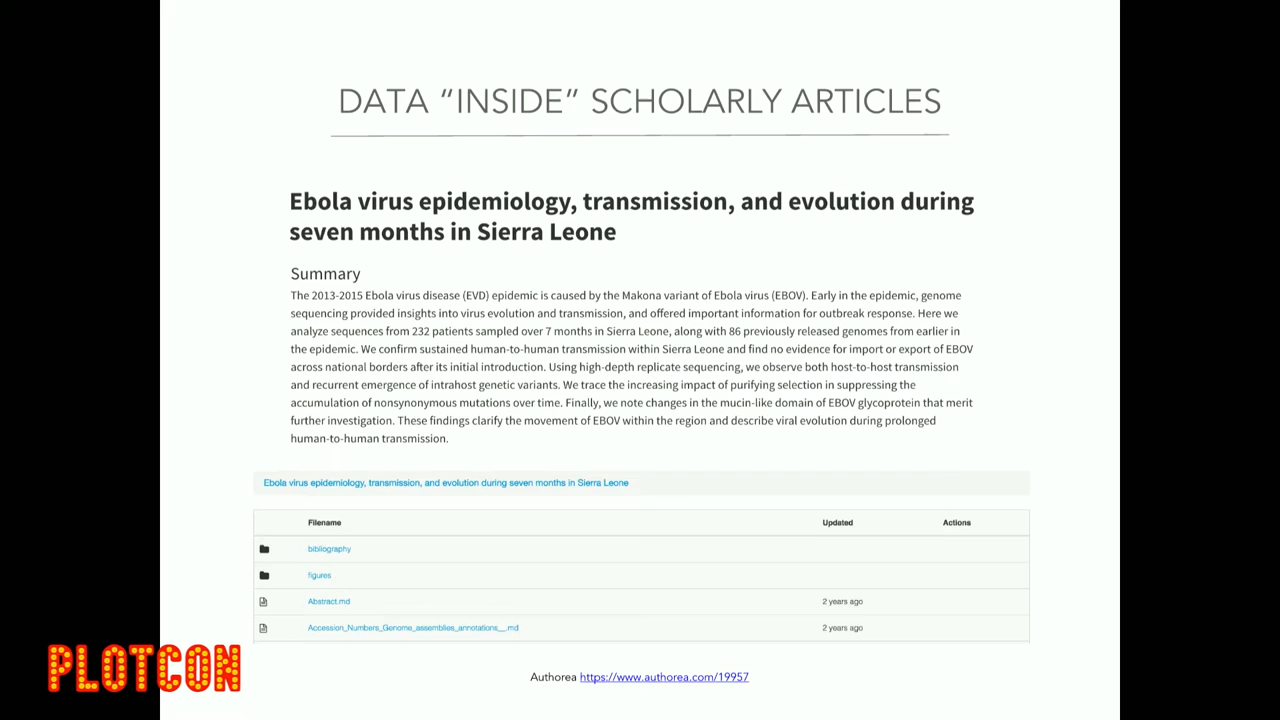 DATA “INSIDE” SCHOLARLY ARTICLES
Ebola virus epidemiology, transmission, and evolution during
seven months in Sierra Leone
Summary
The 2013-2015 Ebola virus disease (EVD) epidemic is caused by the Makona variant of Ebola virus (EBOV). Early in the epidemic, genome
sequencing provided insights into virus evolution and transmission, and offered important information for outbreak response. Here we
analyze sequences from 232 patients sampled over 7 months in Sierra Leone, along with 86 previously released genomes from earlier in
the epidemic. We confirm sustained human-to-human transmission within Sierra Leone and find no evidence for import or export of EBOV
across national borders after its initial introduction. Using high-depth replicate sequencing, we observe both host-to-host transmission
and recurrent emergence of intrahost genetic variants. We trace the increasing impact of purifying selection in suppressing the
accumulation of nonsynonymous mutations over time. Finally, we note changes in the mucin-like domain of EBOV glycoprotein that merit
further investigation. These findings clarify the movement of EBOV within the region and describe viral evolution during prolonged
human-to-human transmission.
Ebola virus epidemiology, transmission, and evolution during seven months in Sierra Leone
Filename Updated Actions
bibliography
figures
Abstract.md 2 years ago
Accession_Numbers_Genome_assemblies_annotations__.md 2 years ago
PLOTCON
Authorea https://www.authorea.com/19957